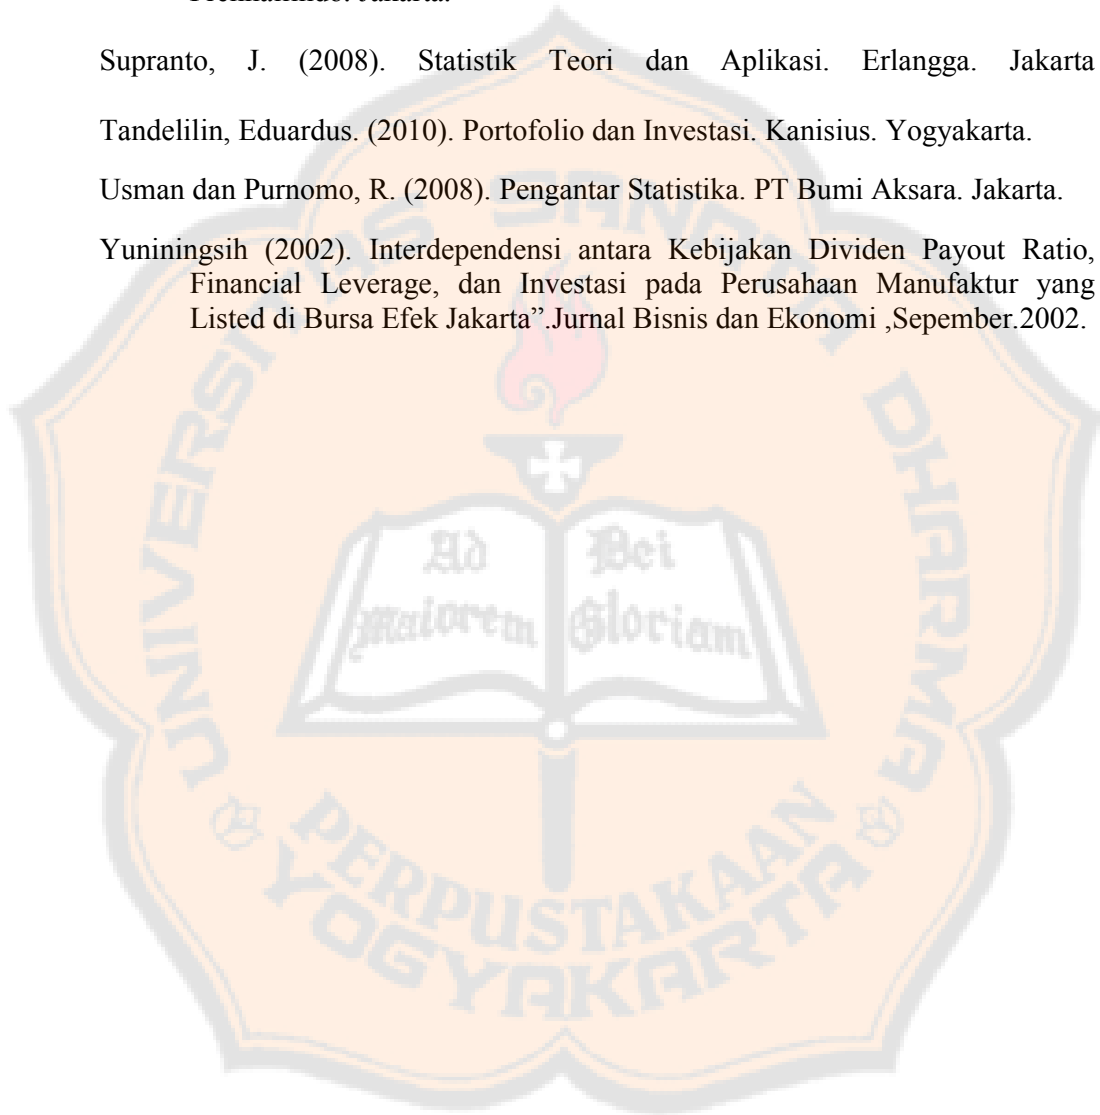 Supranto, J. (2008). Statistik Teori dan Aplikasi. Erlangga. Jakarta
Tandelilin, Eduardus. (2010). Portofolio dan Investasi. Kanisius. Yogyakarta.
Usman dan Purnomo, R. (2008). Pengantar Statistika. PT Bumi Aksara. Jakarta.
Yuniningsih (2002). Interdependensi antara Kebijakan Dividen Payout Ratio,
Financial Leverage, dan Investasi pada Perusahaan Manufaktur yang
Listed di Bursa Efek Jakarta”.Jurnal Bisnis dan Ekonomi ,Sepember.2002.
UNIVERSITAS SANATA DHARMA
Ad Dei
maiorem Gloriam
PERPUSTAKAAN
YOGYAKARTA